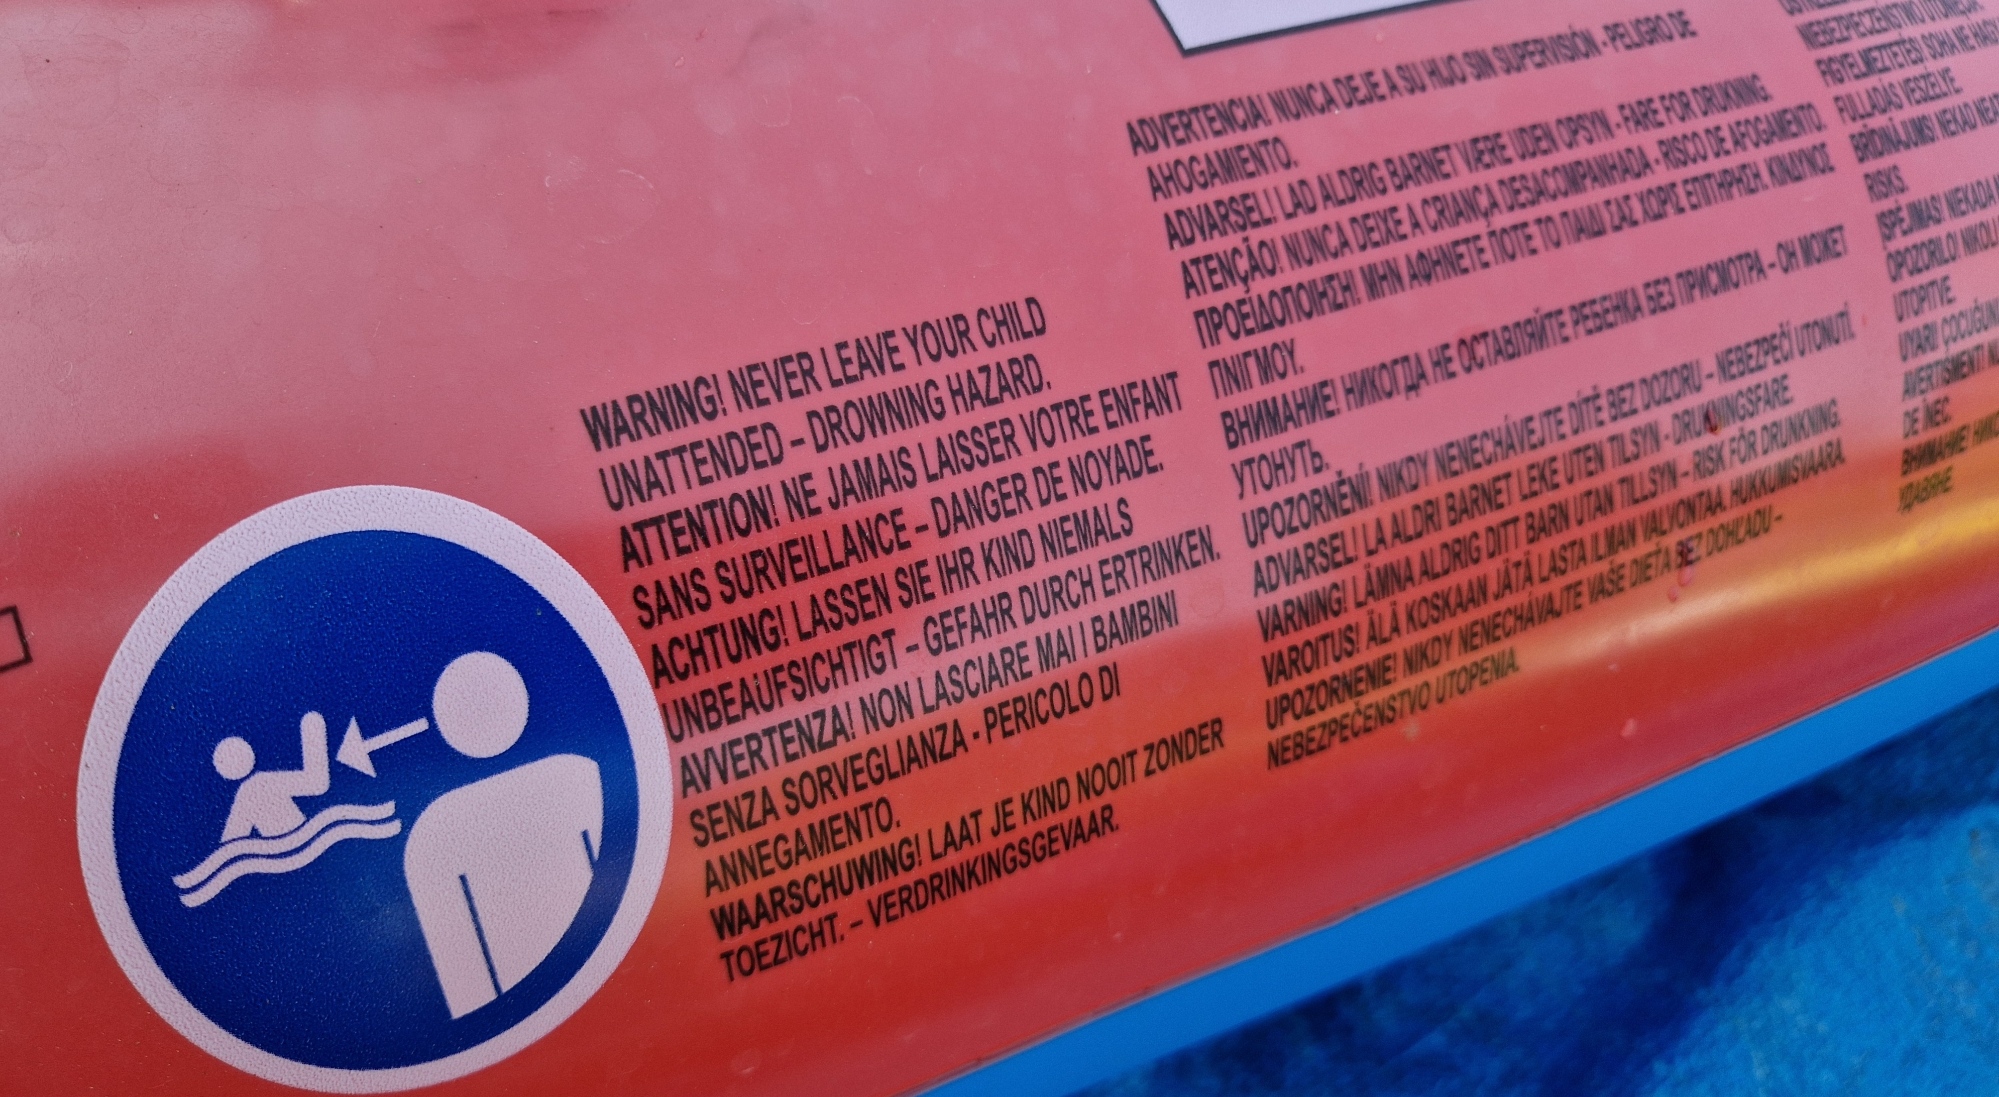 WARNING! NEVER LEAVE YOUR CHILD
UNATTENDED – DROWNING HAZARD.
ATTENTION! NE JAMAIS LAISSER VOTRE ENFANT
SANS SURVEILLANCE – DANGER DE NOYADE.
ACHTUNG! LASSEN SIE IHR KIND NIEMALS
UNBEAUFSICHTIGT – GEFAHR DURCH ERTRINKEN.
AVVERTENZA! NON LASCIARE MAI I BAMBINI
SENZA SORVEGLIANZA - PERICOLO DI
ANNEGAMENTO.
WAARSCHUWING! LAAT JE KIND NOOIT ZONDER
TOEZICHT. – VERDRINKINGSGEVAAR.
ADVERTENCIA! NUNCA DEJE A SU HIJO SIN SUPERVISIÓN - PELIGRO DE
AHOGAMIENTO.
ADVARSEL! LAD ALDRIG BARNET VÆRE UDEN OPSYN - FARE FOR DRUKNING.
ATENÇÃO! NUNCA DEIXE A CRIANÇA DESACOMPANHADA - RISCO DE AFOGAMENTO.
ΠΡΟΕΙΔΟΠΟΙΗΣΗ! ΜΗΝ ΑΦΗΝΕΤΕ ΠΟΤΕ ΤΟ ΠΑΙΔΙ ΣΑΣ ΧΩΡΙΣ ΕΠΙΤΗΡΗΣΗ. ΚΙΝΔΥΝΟΣ
ΠΝΙΓΜΟΥ.
ВНИМАНИЕ! НИКОГДА НЕ ОСТАВЛЯЙТЕ РЕБЕНКА БЕЗ ПРИСМОТРА – ОН МОЖЕТ
УТОНУТЬ.
UPOZORNĚNÍ! NIKDY NENECHÁVEJTE DÍTĚ BEZ DOZORU – NEBEZPEČÍ UTONUTÍ.
ADVARSEL! LA ALDRI BARNET LEKE UTEN TILSYN - DRUKNINGSFARE.
VARNING! LÄMNA ALDRIG DITT BARN UTAN TILLSYN – RISK FÖR DRUNKNING.
VAROITUS! ÄLÄ KOSKAAN JÄTÄ LASTA ILMAN VALVONTAA. HUKKUMISVAARA.
UPOZORNENIE! NIKDY NENECHÁVAJTE VAŠE DIEŤA BEZ DOHĽADU –
NEBEZPEČENSTVO UTOPENIA.
NEBEZPEČENSTVO
FIGYELMEZTETÉS! SOHA NE
FULLADÁS VESZÉLYE.
BRĪDINĀJUMS! NEKAD
RISKS.
ĮSPĖJIMAS! NEKADA
OPOZORILO! NIKOLI
UTOPITVE.
UYARI! ÇOCUĞUNU
AVERTISMENT!
DE ÎNEC.
ВНИМАНИЕ!
УДАВЯНЕ.